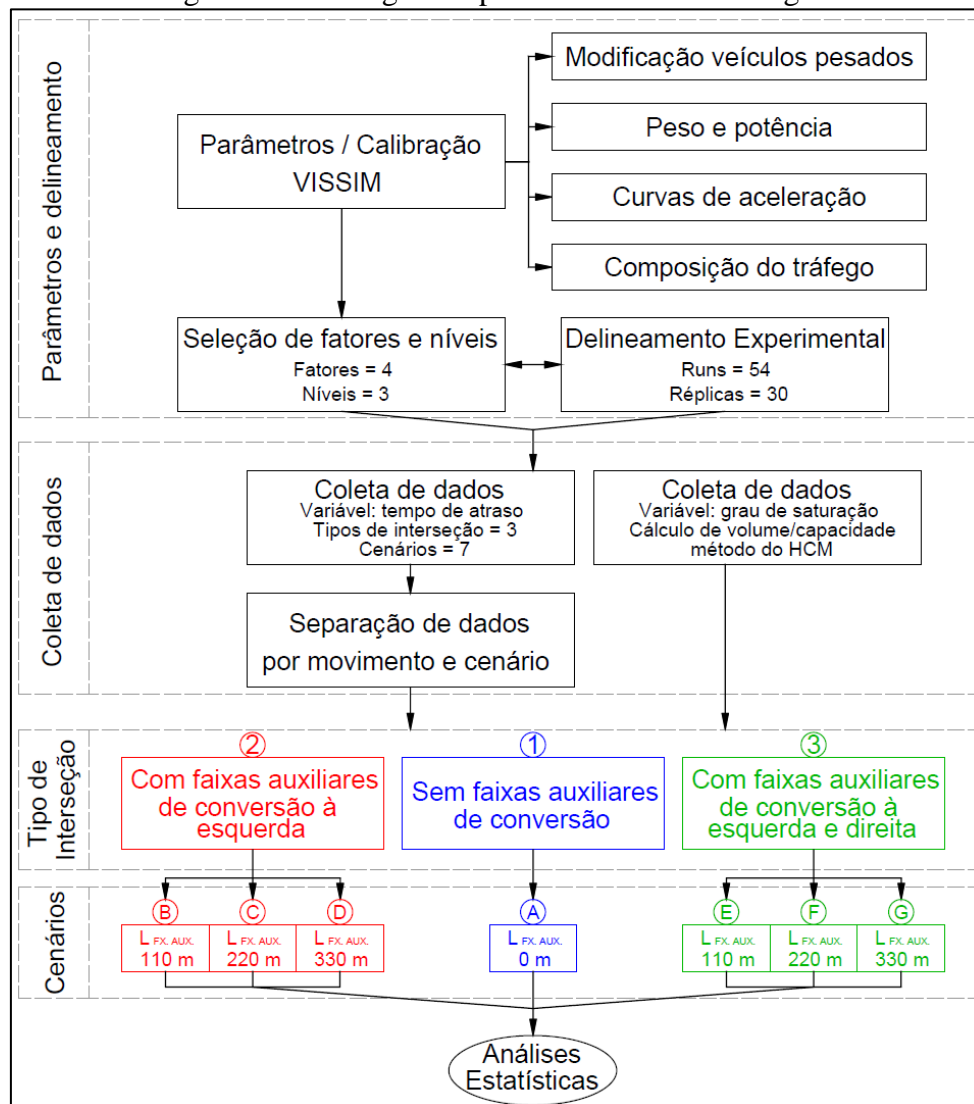 Parâmetros e delineamento
Modificação veículos pesados
Parâmetros / Calibração
VISSIM
Peso e potência
Curvas de aceleração
Composição do tráfego
Seleção de fatores e níveis
Fatores = 4
Níveis = 3
Delineamento Experimental
Runs = 54
Réplicas = 30
Coleta de dados
Coleta de dados
Variável: tempo de atraso
Tipos de interseção = 3
Cenários = 7
Coleta de dados
Variável: grau de saturação
Cálculo de volume/capacidade
método do HCM
Separação de dados
por movimento e cenário
Tipo de
Interseção
2
Com faixas auxiliares
de conversão à
esquerda
1
Sem faixas auxiliares
de conversão
3
Com faixas auxiliares
de conversão à
esquerda e direita
Cenários
B
L FX. AUX.
110 m
C
L FX. AUX.
220 m
D
L FX. AUX.
330 m
A
L FX. AUX.
0 m
E
L FX. AUX.
110 m
F
L FX. AUX.
220 m
G
L FX. AUX.
330 m
Análises
Estatísticas